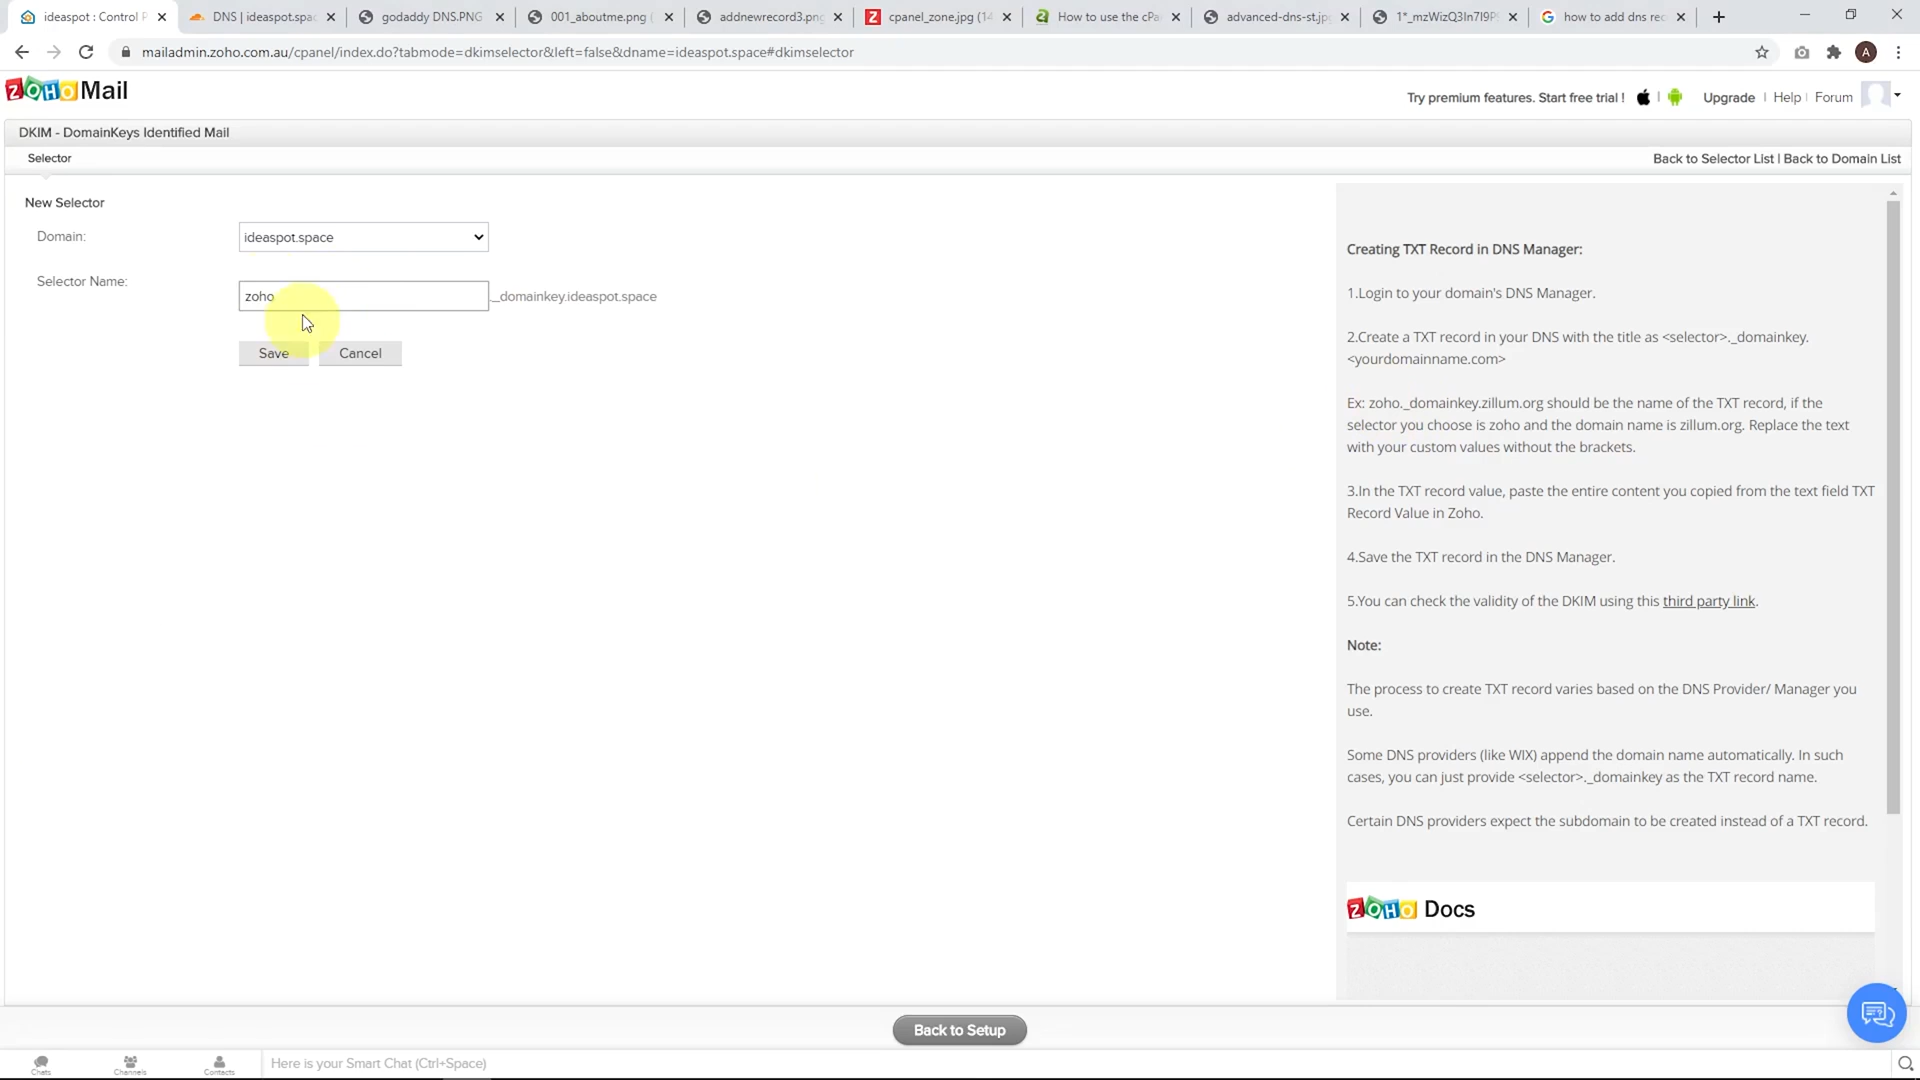 ideaspot : Control P
DNS | ideaspot.spac
godaddy DNS.PNG
001_aboutme.png (
addnewrecord3.png
cpanel_zone.jpg (14
How to use the cPa
advanced-dns-st.jp
1*_mzWizQ3In7I9P
how to add dns rec
mailadmin.zoho.com.au/cpanel/index.do?tabmode=dkimselector&left=false&dname=ideaspot.space#dkimselector
A
ZOHO Mail
Try premium features. Start free trial ! | Upgrade | Help | Forum
DKIM - DomainKeys Identified Mail
Selector
Back to Selector List | Back to Domain List
New Selector
Domain:
ideaspot.space
Selector Name:
zoho
._domainkey.ideaspot.space
Save
Cancel
Creating TXT Record in DNS Manager:
1.Login to your domain's DNS Manager.
2.Create a TXT record in your DNS with the title as <selector>._domainkey.
<yourdomainname.com>
Ex: zoho._domainkey.zillum.org should be the name of the TXT record, if the
selector you choose is zoho and the domain name is zillum.org. Replace the text
with your custom values without the brackets.
3.In the TXT record value, paste the entire content you copied from the text field TXT
Record Value in Zoho.
4.Save the TXT record in the DNS Manager.
5.You can check the validity of the DKIM using this third party link.
Note:
The process to create TXT record varies based on the DNS Provider/ Manager you
use.
Some DNS providers (like WIX) append the domain name automatically. In such
cases, you can just provide <selector>._domainkey as the TXT record name.
Certain DNS providers expect the subdomain to be created instead of a TXT record.
ZOHO Docs
Back to Setup
Chats
Channels
Contacts
Here is your Smart Chat (Ctrl+Space)